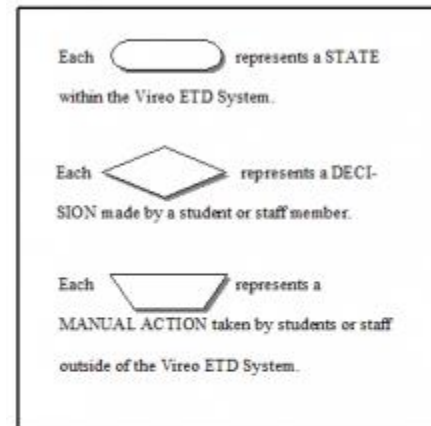 Each represents a STATE
within the Vireo ETD System.
Each represents a DECI-
SION made by a student or staff member.
Each represents a
MANUAL ACTION taken by students or staff
outside of the Vireo ETD System.